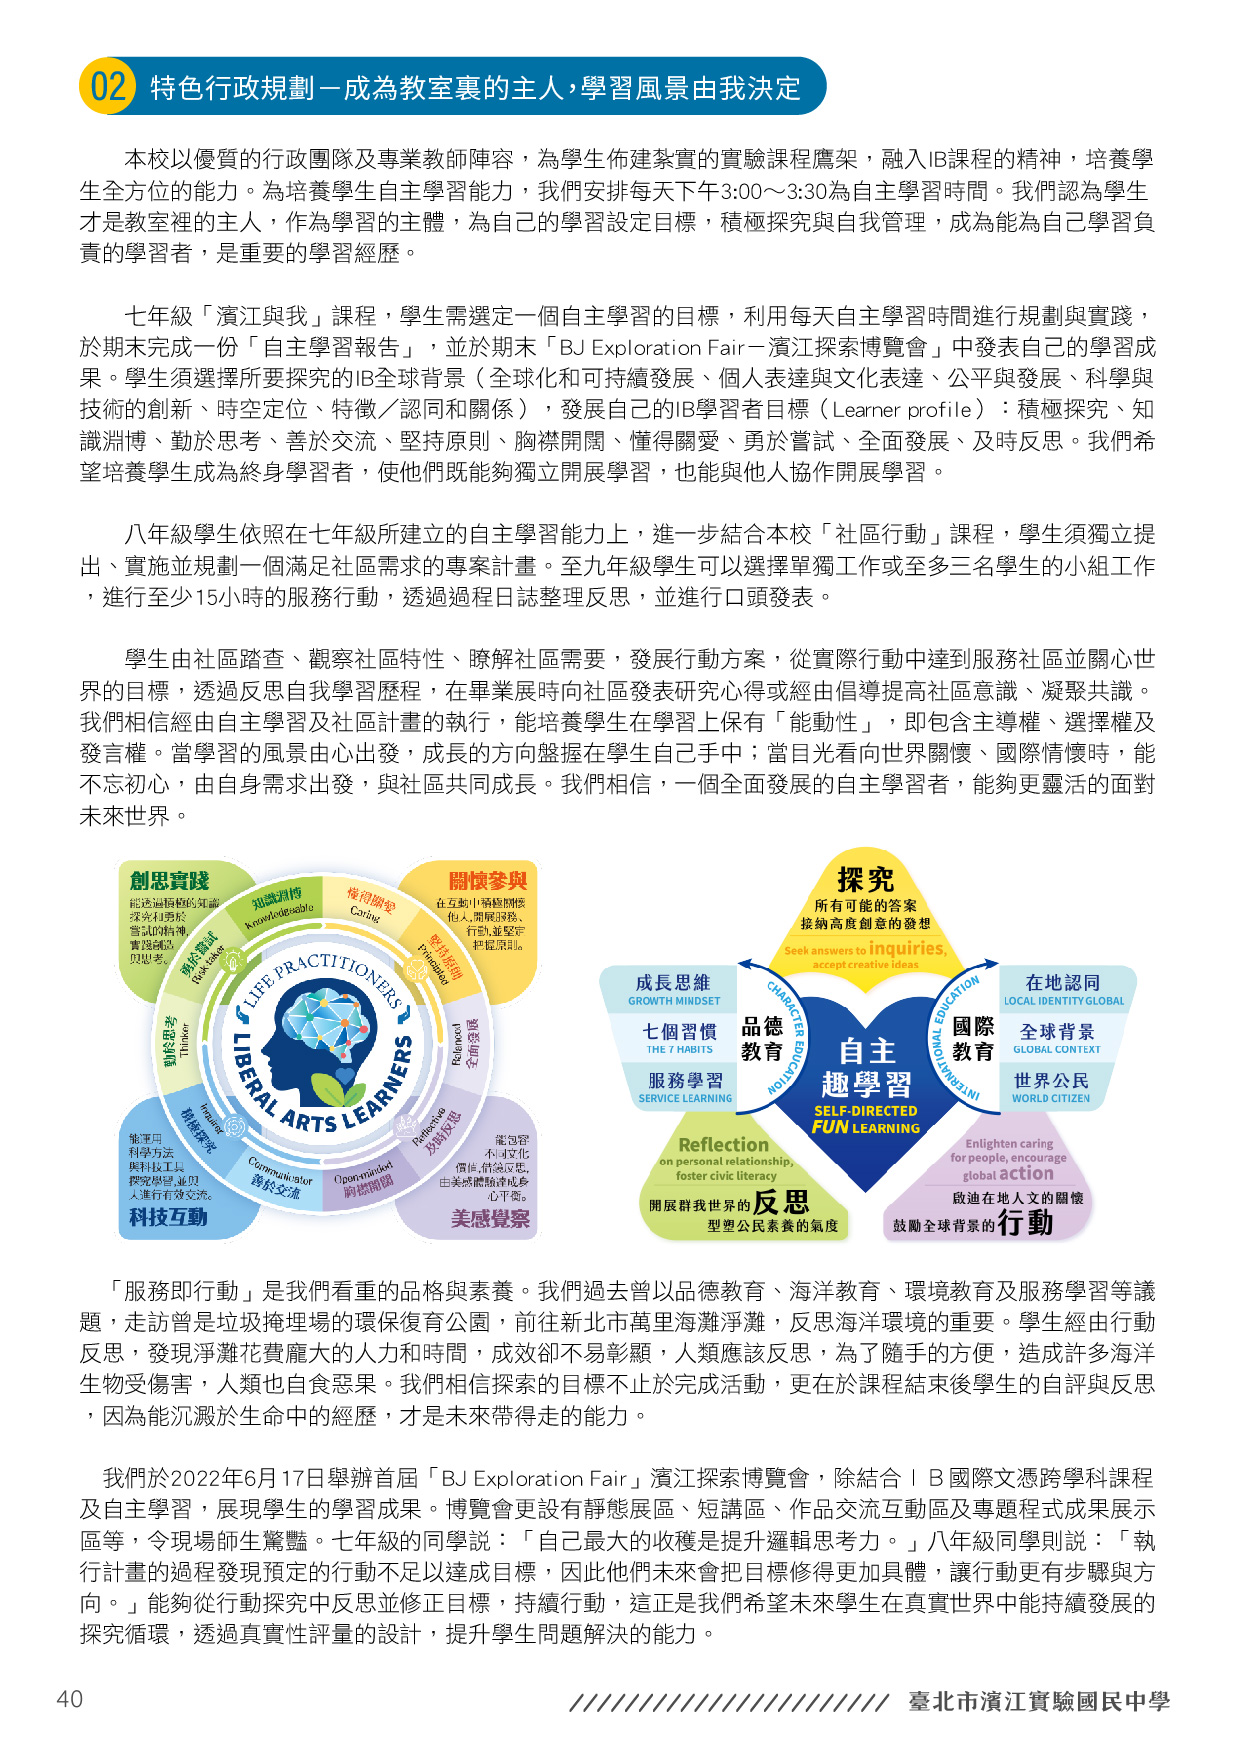 02 特色行政規劃－成為教室裏的主人，學習風景由我決定
本校以優質的行政團隊及專業教師陣容，為學生佈建紮實的實驗課程鷹架，融入IB課程的精神，培養學
生全方位的能力。為培養學生自主學習能力，我們安排每天下午3:00～3:30為自主學習時間。我們認為學生
才是教室裡的主人，作為學習的主體，為自己的學習設定目標，積極探究與自我管理，成為能為自己學習負
責的學習者，是重要的學習經歷。
七年級「濱江與我」課程，學生需選定一個自主學習的目標，利用每天自主學習時間進行規劃與實踐，
於期末完成一份「自主學習報告」，並於期末「BJ Exploration Fair－濱江探索博覽會」中發表自己的學習成
果。學生須選擇所要探究的IB全球背景（全球化和可持續發展、個人表達與文化表達、公平與發展、科學與
技術的創新、時空定位、特徵／認同和關係），發展自己的IB學習者目標（Learner profile）：積極探究、知
識淵博、勤於思考、善於交流、堅持原則、胸襟開闊、懂得關愛、勇於嘗試、全面發展、及時反思。我們希
望培養學生成為終身學習者，使他們既能夠獨立開展學習，也能與他人協作開展學習。
八年級學生依照在七年級所建立的自主學習能力上，進一步結合本校「社區行動」課程，學生須獨立提
出、實施並規劃一個滿足社區需求的專案計畫。至九年級學生可以選擇單獨工作或至多三名學生的小組工作
，進行至少15小時的服務行動，透過過程日誌整理反思，並進行口頭發表。
學生由社區踏查、觀察社區特性、瞭解社區需要，發展行動方案，從實際行動中達到服務社區並關心世
界的目標，透過反思自我學習歷程，在畢業展時向社區發表研究心得或經由倡導提高社區意識、凝聚共識。
我們相信經由自主學習及社區計畫的執行，能培養學生在學習上保有「能動性」，即包含主導權、選擇權及
發言權。當學習的風景由心出發，成長的方向盤握在學生自己手中；當目光看向世界關懷、國際情懷時，能
不忘初心，由自身需求出發，與社區共同成長。我們相信，一個全面發展的自主學習者，能夠更靈活的面對
未來世界。
創思實踐
能透過積極的知識
探究和勇於
嘗試的精神，
實踐創造
與思考。
關懷參與
在互動中積極關懷
他人，開展服務、
行動，並堅定
把握原則。
知識淵博
Knowledgeable
懂得關愛
Caring
堅持原則
Principled
全面發展
Balanced
及時反思
Reflective
胸襟開闊
Open-minded
善於交流
Communicator
積極探究
Inquirer
勤於思考
Thinker
勇於嘗試
Risk-taker
LIFE PRACTITIONERS
LIBERAL ARTS LEARNERS
能運用
科學方法
與科技工具
探究學習，並與
人進行有效交流。
科技互動
能包容
不同文化
價值，借鏡反思，
由美感體驗達成身
心平衡。
美感覺察
探究
所有可能的答案
接納高度創意的發想
Seek answers to inquiries,
accept creative ideas
成長思維
GROWTH MINDSET
七個習慣
THE 7 HABITS
服務學習
SERVICE LEARNING
品德
教育
CHARACTER EDUCATION
自主
趣學習
SELF-DIRECTED
FUN LEARNING
INTERNATIONAL EDUCATION
國際
教育
在地認同
LOCAL IDENTITY GLOBAL
全球背景
GLOBAL CONTEXT
世界公民
WORLD CITIZEN
Reflection
on personal relationship,
foster civic literacy
開展群我世界的反思
型塑公民素養的氣度
Enlighten caring
for people, encourage
global action
啟迪在地人文的關懷
鼓勵全球背景的行動
「服務即行動」是我們看重的品格與素養。我們過去曾以品德教育、海洋教育、環境教育及服務學習等議
題，走訪曾是垃圾掩埋場的環保復育公園，前往新北市萬里海灘淨灘，反思海洋環境的重要。學生經由行動
反思，發現淨灘花費龐大的人力和時間，成效卻不易彰顯，人類應該反思，為了隨手的方便，造成許多海洋
生物受傷害，人類也自食惡果。我們相信探索的目標不止於完成活動，更在於課程結束後學生的自評與反思
，因為能沉澱於生命中的經歷，才是未來帶得走的能力。
我們於2022年6月17日舉辦首屆「BJ Exploration Fair」濱江探索博覽會，除結合ＩＢ國際文憑跨學科課程
及自主學習，展現學生的學習成果。博覽會更設有靜態展區、短講區、作品交流互動區及專題程式成果展示
區等，令現場師生驚豔。七年級的同學說：「自己最大的收穫是提升邏輯思考力。」八年級同學則說：「執
行計畫的過程發現預定的行動不足以達成目標，因此他們未來會把目標修得更加具體，讓行動更有步驟與方
向。」能夠從行動探究中反思並修正目標，持續行動，這正是我們希望未來學生在真實世界中能持續發展的
探究循環，透過真實性評量的設計，提升學生問題解決的能力。
40
///////////////////////// 臺北市濱江實驗國民中學